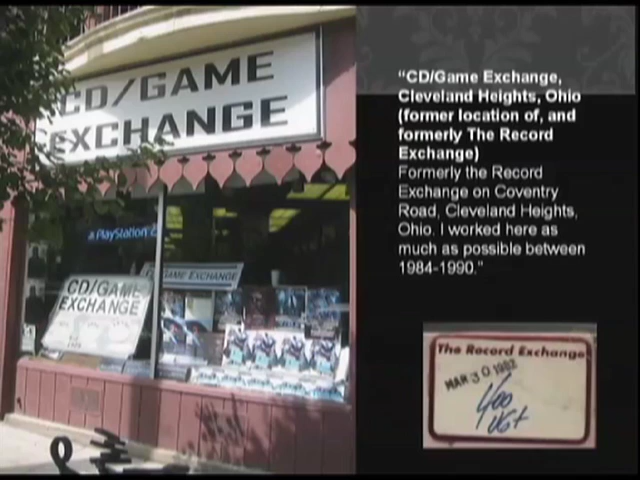 CD/GAME
EXCHANGE
PlayStation
CD/GAME
EXCHANGE
GAME EXCHANGE
"CD/Game Exchange,
Cleveland Heights, Ohio
(former location of, and
formerly The Record
Exchange)
Formerly the Record
Exchange on Coventry
Road, Cleveland Heights,
Ohio. I worked here as
much as possible between
1984-1990."
The Record Exchange
MAR 30 1992